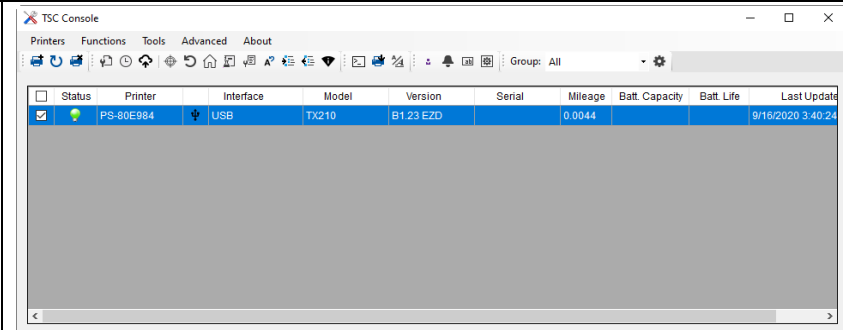 TSC Console
Printers Functions Tools Advanced About
Group: All
Status Printer Interface Model Version Serial Mileage Batt. Capacity Batt. Life Last Update
PS-80E984 USB TX210 B1.23 EZD 0.0044 9/16/2020 3:40:24